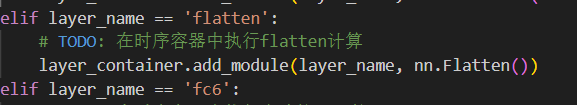 elif layer_name == 'flatten':
# TODO: 在时序容器中执行flatten计算
layer_container.add_module(layer_name, nn.Flatten())
elif layer_name == 'fc6':